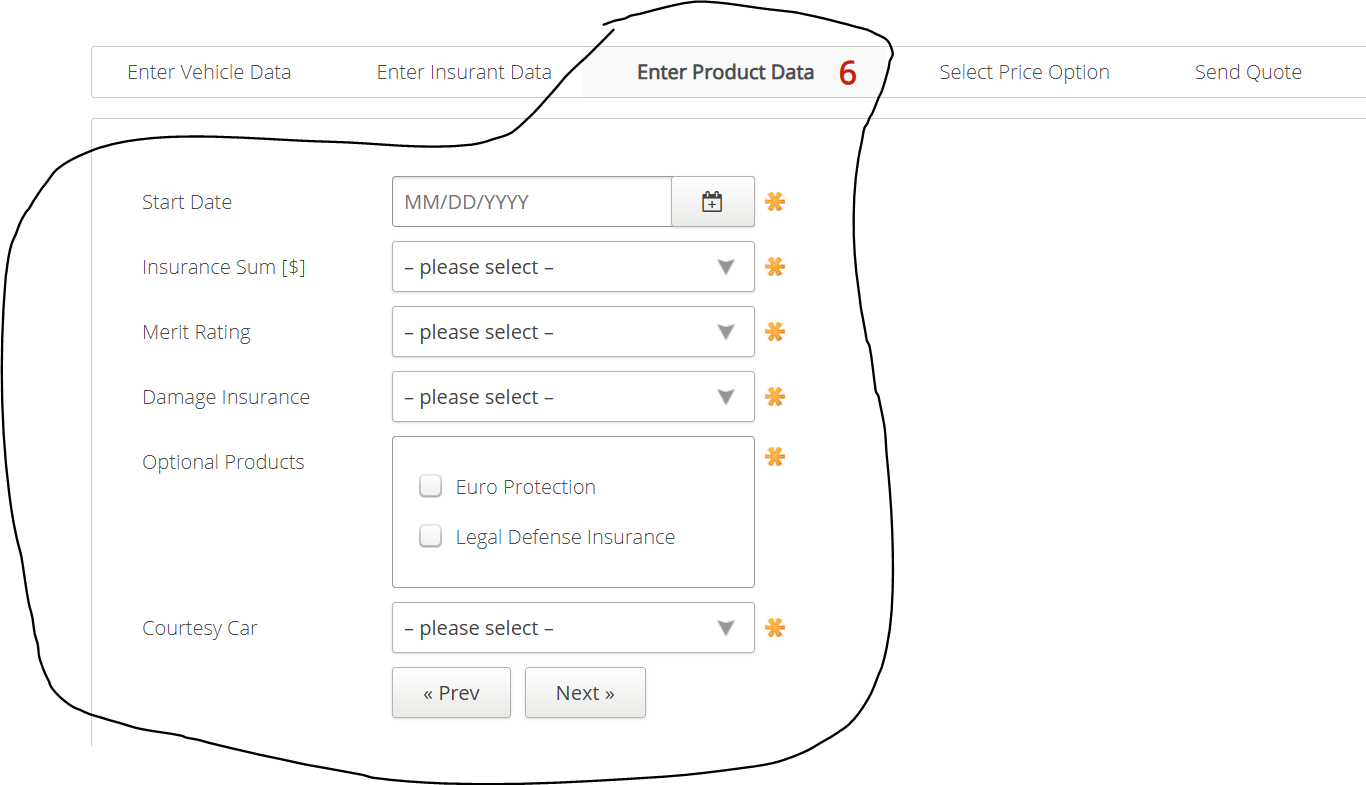 Enter Vehicle Data Enter Insurant Data Enter Product Data 6 Select Price Option Send Quote
Start Date MM/DD/YYYY
Insurance Sum [$] – please select –
Merit Rating – please select –
Damage Insurance – please select –
Optional Products
Euro Protection
Legal Defense Insurance
Courtesy Car – please select –
« Prev Next »